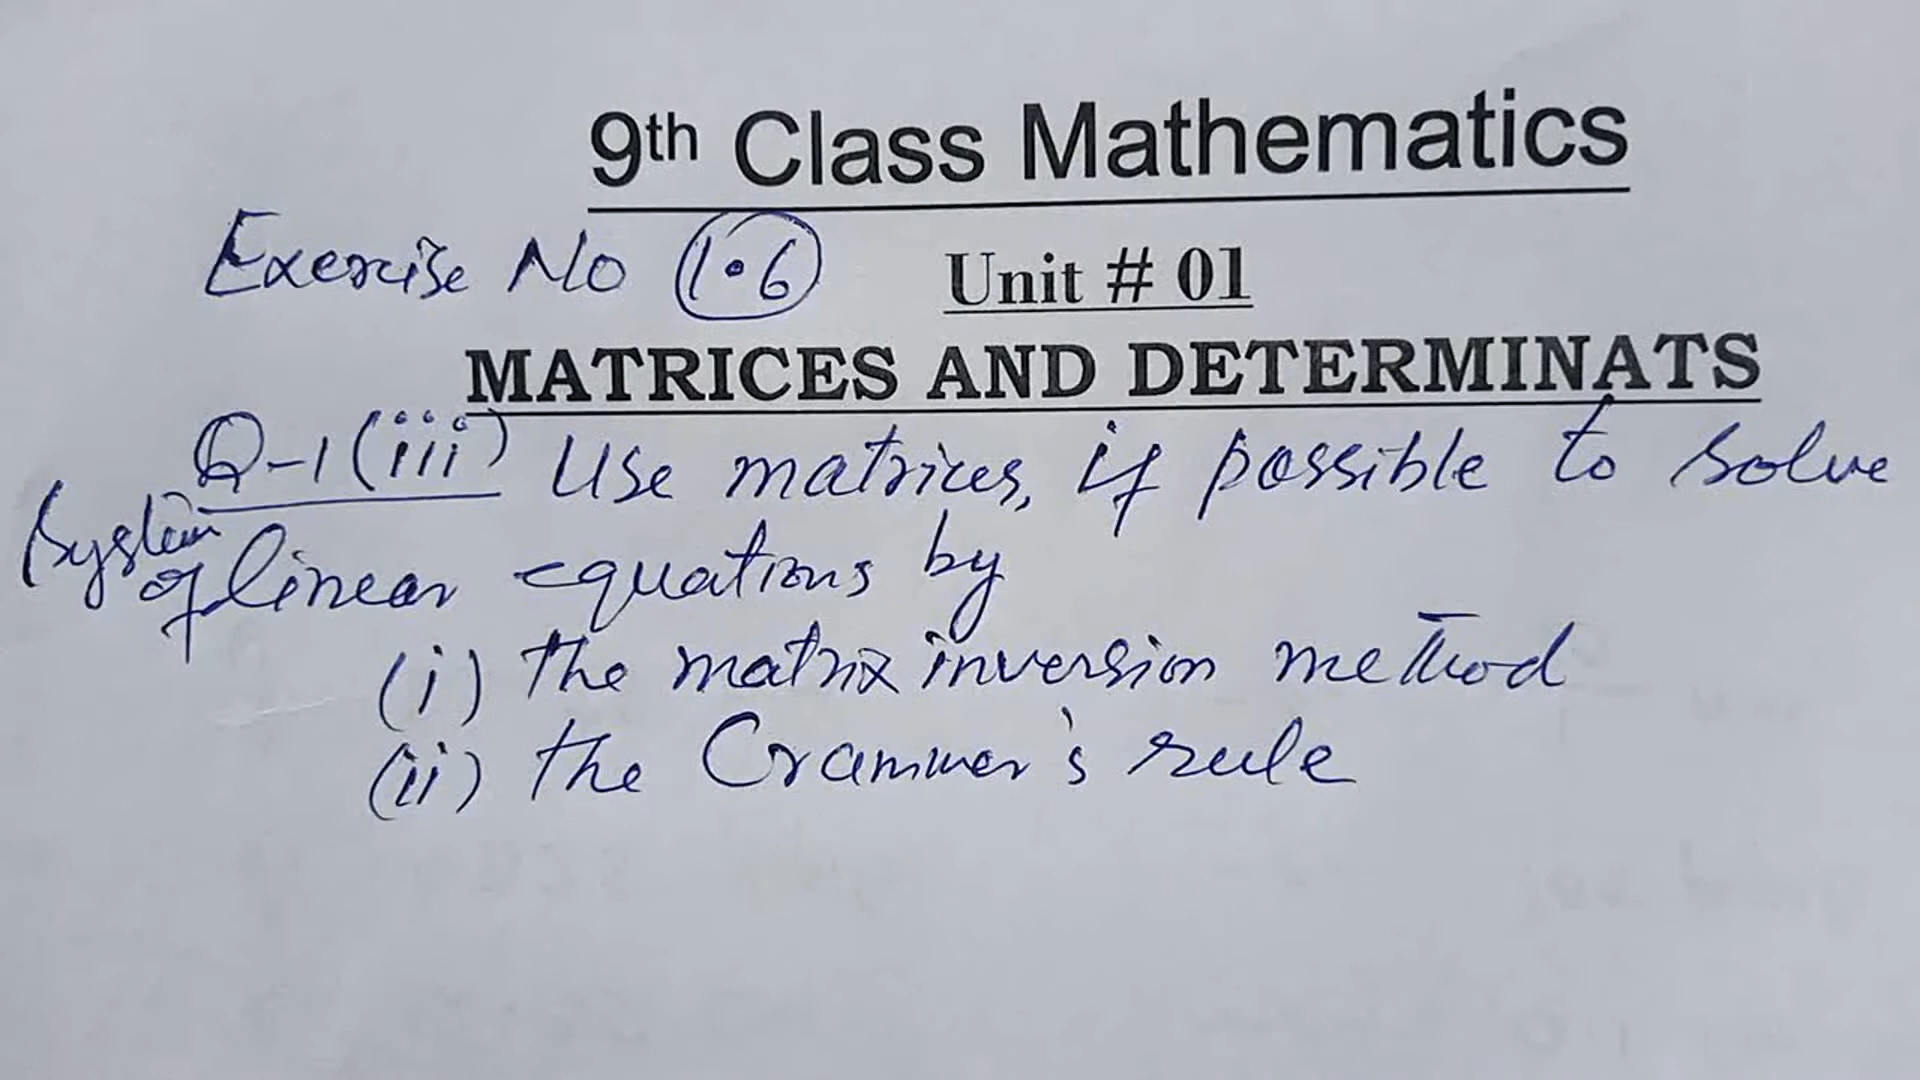 9th Class Mathematics
Exercise No 1.6 Unit # 01
MATRICES AND DETERMINATS
Q-1 (iii) Use matrices, if possible to solve
System of linear equations by
(i) the matrix inversion method
(ii) the Crammer's rule